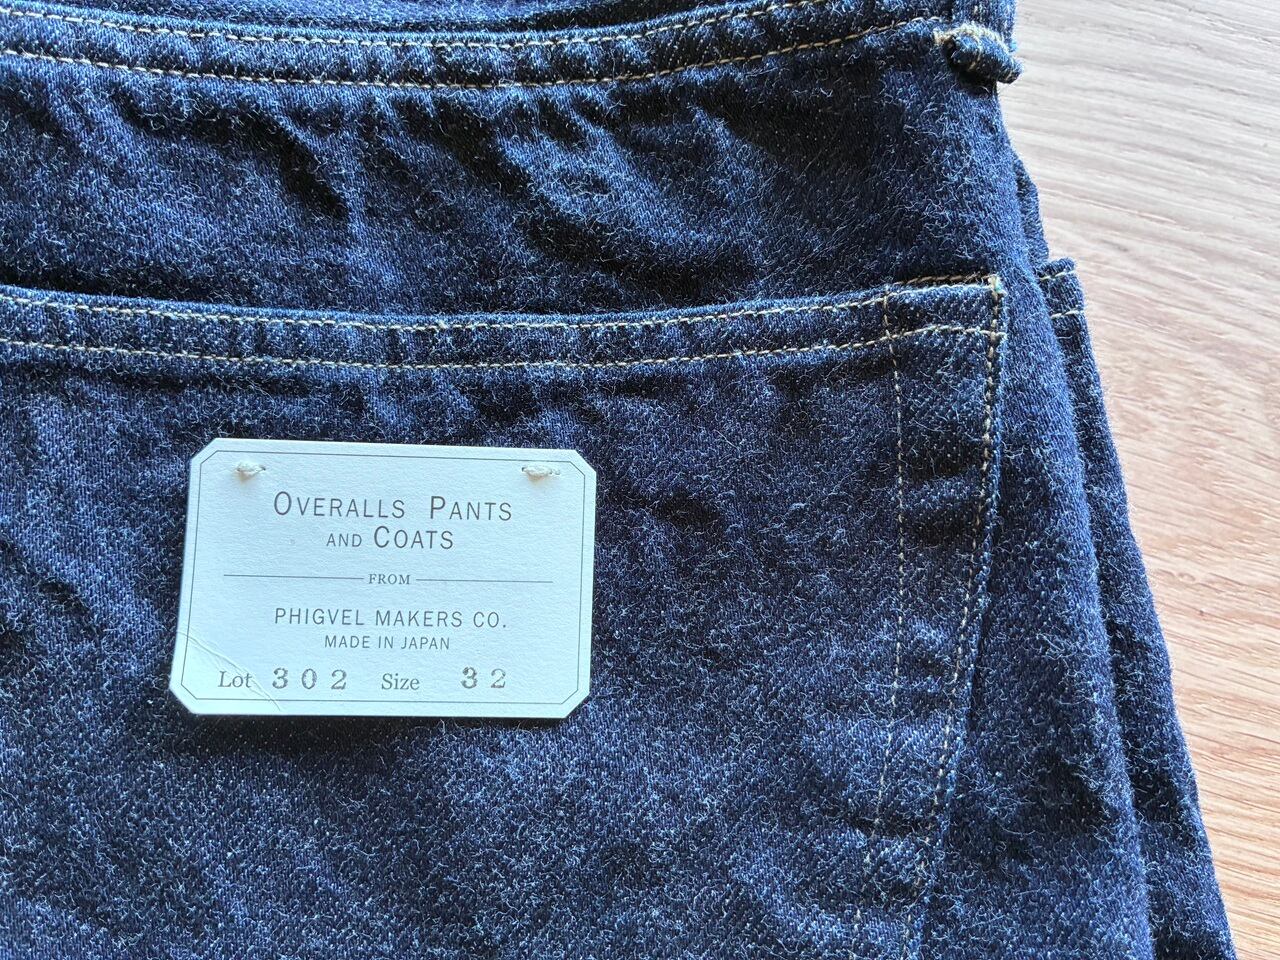 OVERALLS PANTS
AND COATS
FROM
PHIGVEL MAKERS CO.
MADE IN JAPAN
Lot 302 Size 32